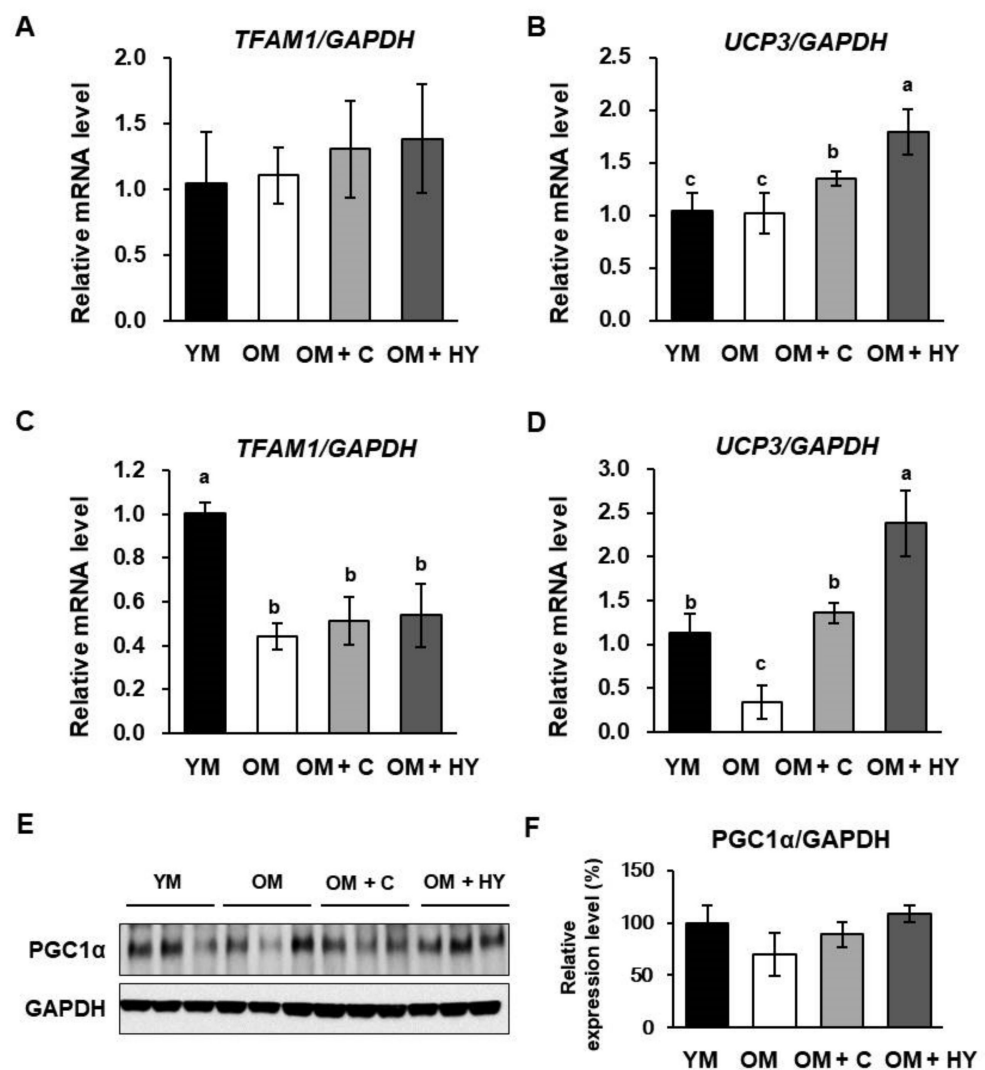 A
TFAM1/GAPDH
Relative mRNA level
2.0
1.5
1.0
0.5
0.0
YM OM OM + C OM + HY
B
UCP3/GAPDH
Relative mRNA level
2.5
2.0
1.5
1.0
0.5
0.0
c
c
b
a
YM OM OM + C OM + HY
C
TFAM1/GAPDH
Relative mRNA level
1.2
1.0
0.8
0.6
0.4
0.2
0.0
a
b
b
b
YM OM OM + C OM + HY
D
UCP3/GAPDH
Relative mRNA level
3.0
2.5
2.0
1.5
1.0
0.5
0.0
b
c
b
a
YM OM OM + C OM + HY
E
YM OM OM + C OM + HY
PGC1α
GAPDH
F
PGC1α/GAPDH
Relative
expression level (%)
150
100
50
0
YM OM OM + C OM + HY